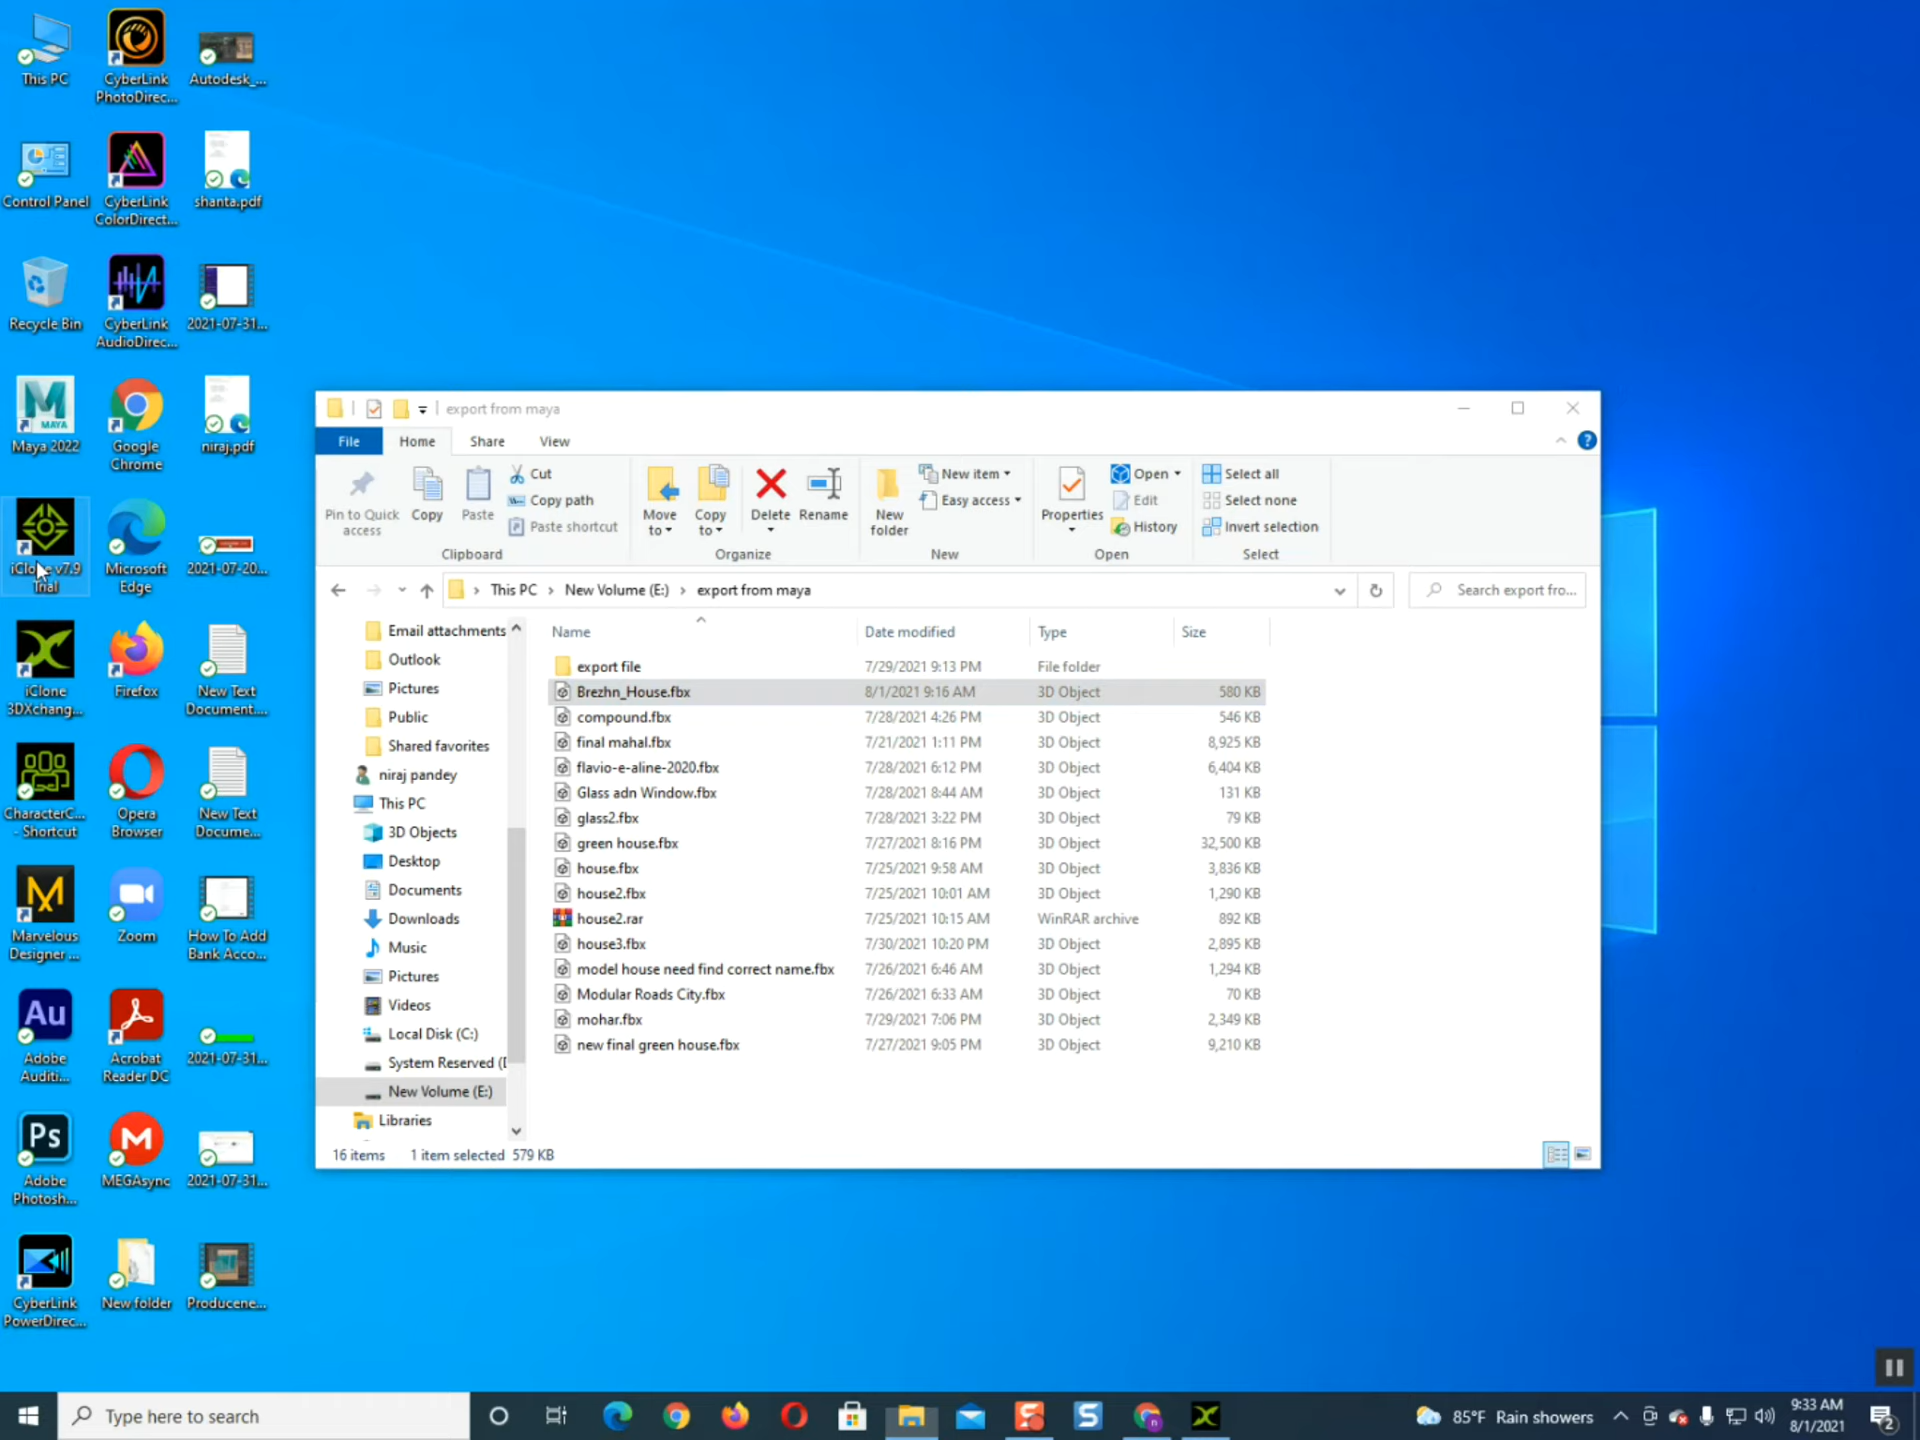 This PC
CyberLink
PhotoDirec...
Autodesk_...
Control Panel
CyberLink
ColorDirect...
shanta.pdf
Recycle Bin
CyberLink
AudioDirec...
2021-07-31...
MAYA
Maya 2022
Google
Chrome
niraj.pdf
iClone v7.9
Trial
Microsoft
Edge
2021-07-20...
iClone
3DXchang...
Firefox
New Text
Document....
CharacterC...
- Shortcut
Opera
Browser
New Text
Docume...
Marvelous
Designer ...
Zoom
How To Add
Bank Acco...
Au
Adobe
Auditi...
Acrobat
Reader DC
2021-07-31...
Ps
Adobe
Photosh...
MEGAsync
2021-07-31...
CyberLink
PowerDirec...
New folder
Producene...
export from maya
File
Home
Share
View
Pin to Quick
access
Copy
Paste
Cut
Copy path
Paste shortcut
Clipboard
Move
to
Copy
to
Delete
Rename
Organize
New
folder
New item
Easy access
New
Properties
Open
Edit
History
Open
Select all
Select none
Invert selection
Select
This PC > New Volume (E:) > export from maya
Search export fro...
Email attachments
Outlook
Pictures
Public
Shared favorites
niraj pandey
This PC
3D Objects
Desktop
Documents
Downloads
Music
Pictures
Videos
Local Disk (C:)
System Reserved (
New Volume (E:)
Libraries
Name Date modified Type Size
export file 7/29/2021 9:13 PM File folder
Brezhn_House.fbx 8/1/2021 9:16 AM 3D Object 580 KB
compound.fbx 7/28/2021 4:26 PM 3D Object 546 KB
final mahal.fbx 7/21/2021 1:11 PM 3D Object 8,925 KB
flavio-e-aline-2020.fbx 7/28/2021 6:12 PM 3D Object 6,404 KB
Glass adn Window.fbx 7/28/2021 8:44 AM 3D Object 131 KB
glass2.fbx 7/28/2021 3:22 PM 3D Object 79 KB
green house.fbx 7/27/2021 8:16 PM 3D Object 32,500 KB
house.fbx 7/25/2021 9:58 AM 3D Object 3,836 KB
house2.fbx 7/25/2021 10:01 AM 3D Object 1,290 KB
house2.rar 7/25/2021 10:15 AM WinRAR archive 892 KB
house3.fbx 7/30/2021 10:20 PM 3D Object 2,895 KB
model house need find correct name.fbx 7/26/2021 6:46 AM 3D Object 1,294 KB
Modular Roads City.fbx 7/26/2021 6:33 AM 3D Object 70 KB
mohar.fbx 7/29/2021 7:06 PM 3D Object 2,349 KB
new final green house.fbx 7/27/2021 9:05 PM 3D Object 9,210 KB
16 items 1 item selected 579 KB
Type here to search
85°F Rain showers
9:33 AM
8/1/2021
2